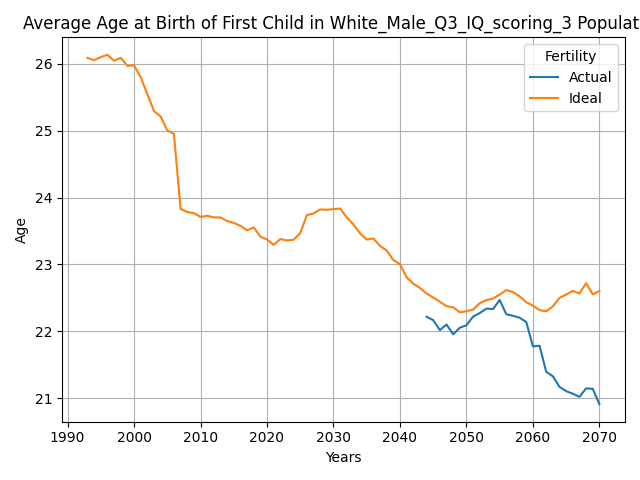 Average Age at Birth of First Child in White_Male_Q3_IQ_scoring_3 Populat
Fertility
Actual
Ideal
26
25
24
23
22
21
Age
1990 2000 2010 2020 2030 2040 2050 2060 2070
Years